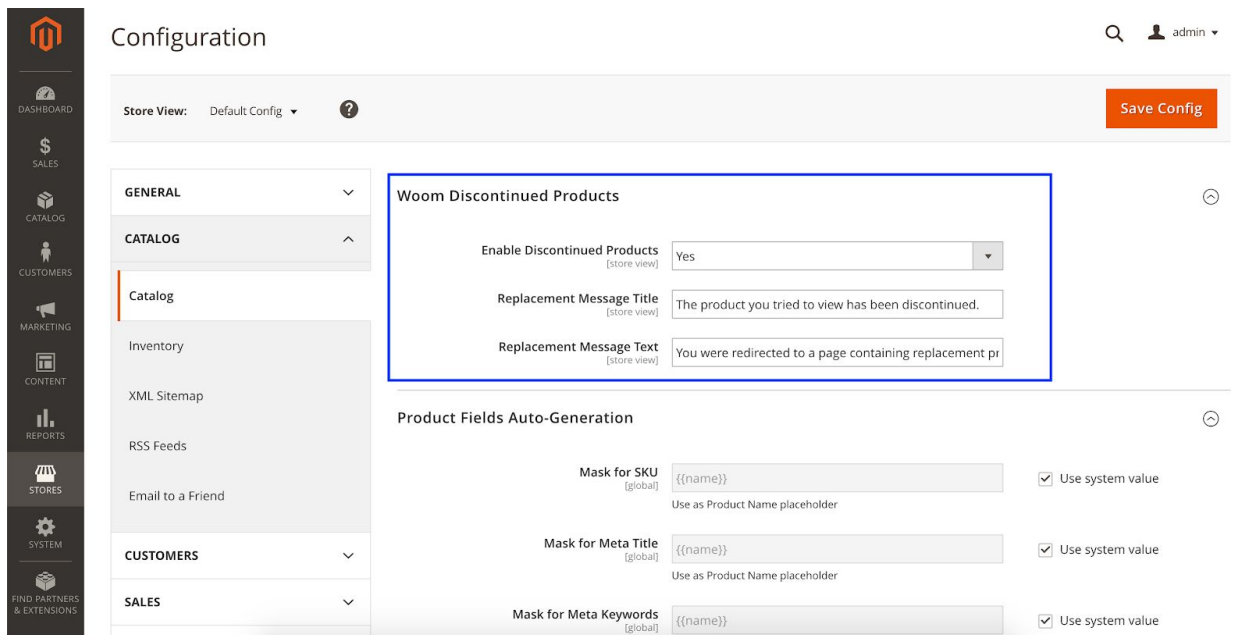 Configuration
admin
DASHBOARD
SALES
CATALOG
CUSTOMERS
MARKETING
CONTENT
REPORTS
STORES
SYSTEM
FIND PARTNERS
& EXTENSIONS
Store View: Default Config ?
Save Config
GENERAL
CATALOG
Catalog
Inventory
XML Sitemap
RSS Feeds
Email to a Friend
CUSTOMERS
SALES
Woom Discontinued Products
Enable Discontinued Products
[store view]
Yes
Replacement Message Title
[store view]
The product you tried to view has been discontinued.
Replacement Message Text
[store view]
You were redirected to a page containing replacement pr
Product Fields Auto-Generation
Mask for SKU
[global]
{{name}}
Use system value
Use as Product Name placeholder
Mask for Meta Title
[global]
{{name}}
Use system value
Use as Product Name placeholder
Mask for Meta Keywords
[global]
{{name}}
Use system value